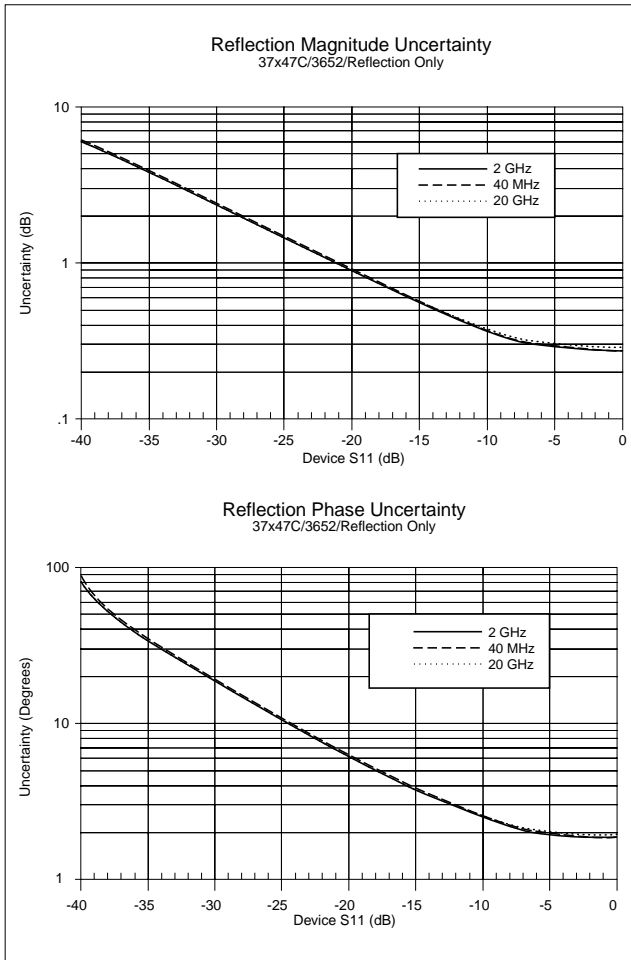 Reflection Magnitude Uncertainty
37x47C/3652/Reflection Only
10
1
.1
Uncertainty (dB)
2 GHz
40 MHz
20 GHz
-40 -35 -30 -25 -20 -15 -10 -5 0
Device S11 (dB)
Reflection Phase Uncertainty
37x47C/3652/Reflection Only
100
10
1
Uncertainty (Degrees)
2 GHz
40 MHz
20 GHz
-40 -35 -30 -25 -20 -15 -10 -5 0
Device S11 (dB)